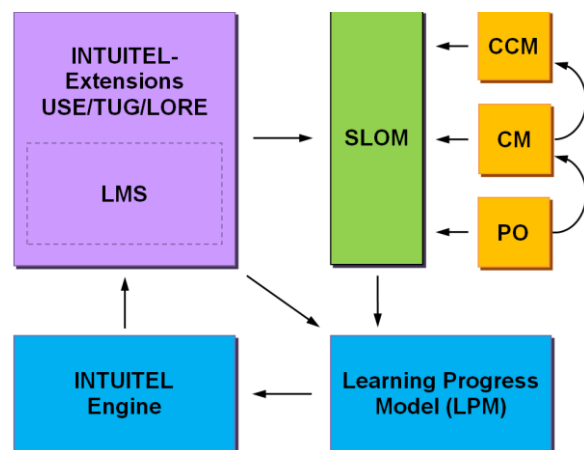 INTUITEL-
Extensions
USE/TUG/LORE
LMS
SLOM
CCM
CM
PO
INTUITEL
Engine
Learning Progress
Model (LPM)